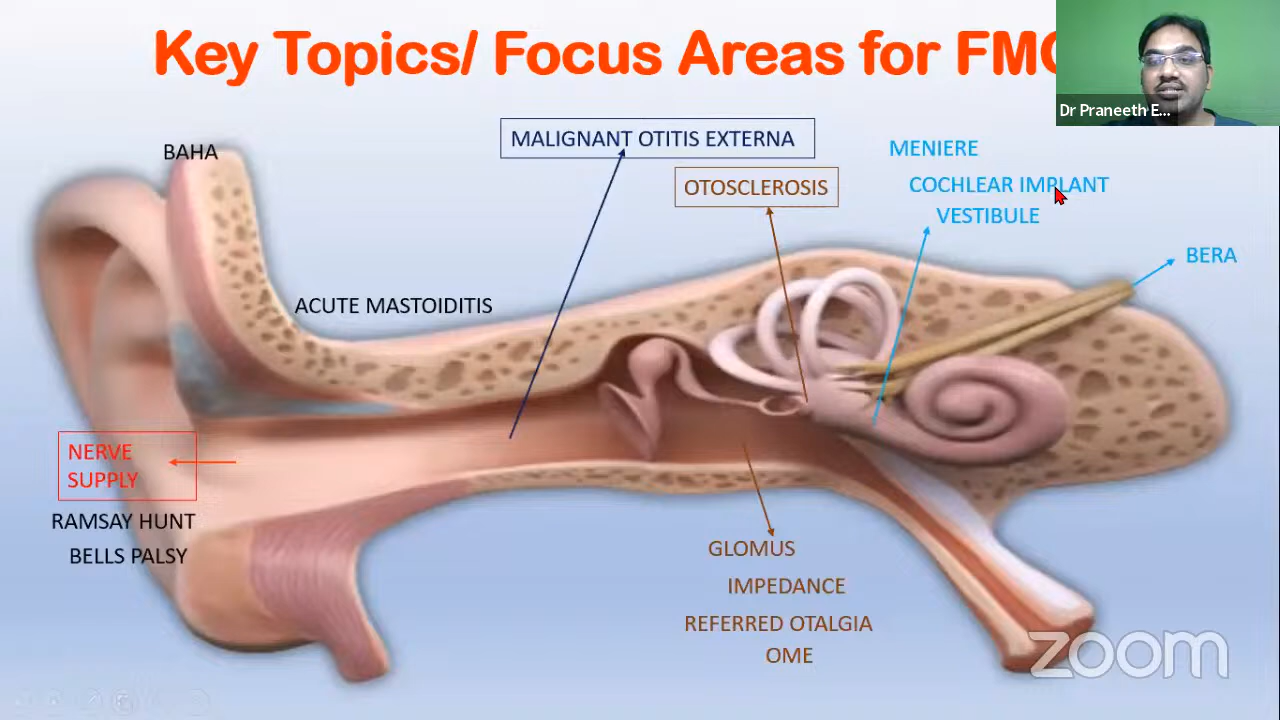 Key Topics/ Focus Areas for FMG
Dr Praneeth E...
BAHA
MALIGNANT OTITIS EXTERNA
MENIERE
OTOSCLEROSIS
COCHLEAR IMPLANT
VESTIBULE
BERA
ACUTE MASTOIDITIS
NERVE
SUPPLY
RAMSAY HUNT
BELLS PALSY
GLOMUS
IMPEDANCE
REFERRED OTALGIA
OME
zoom